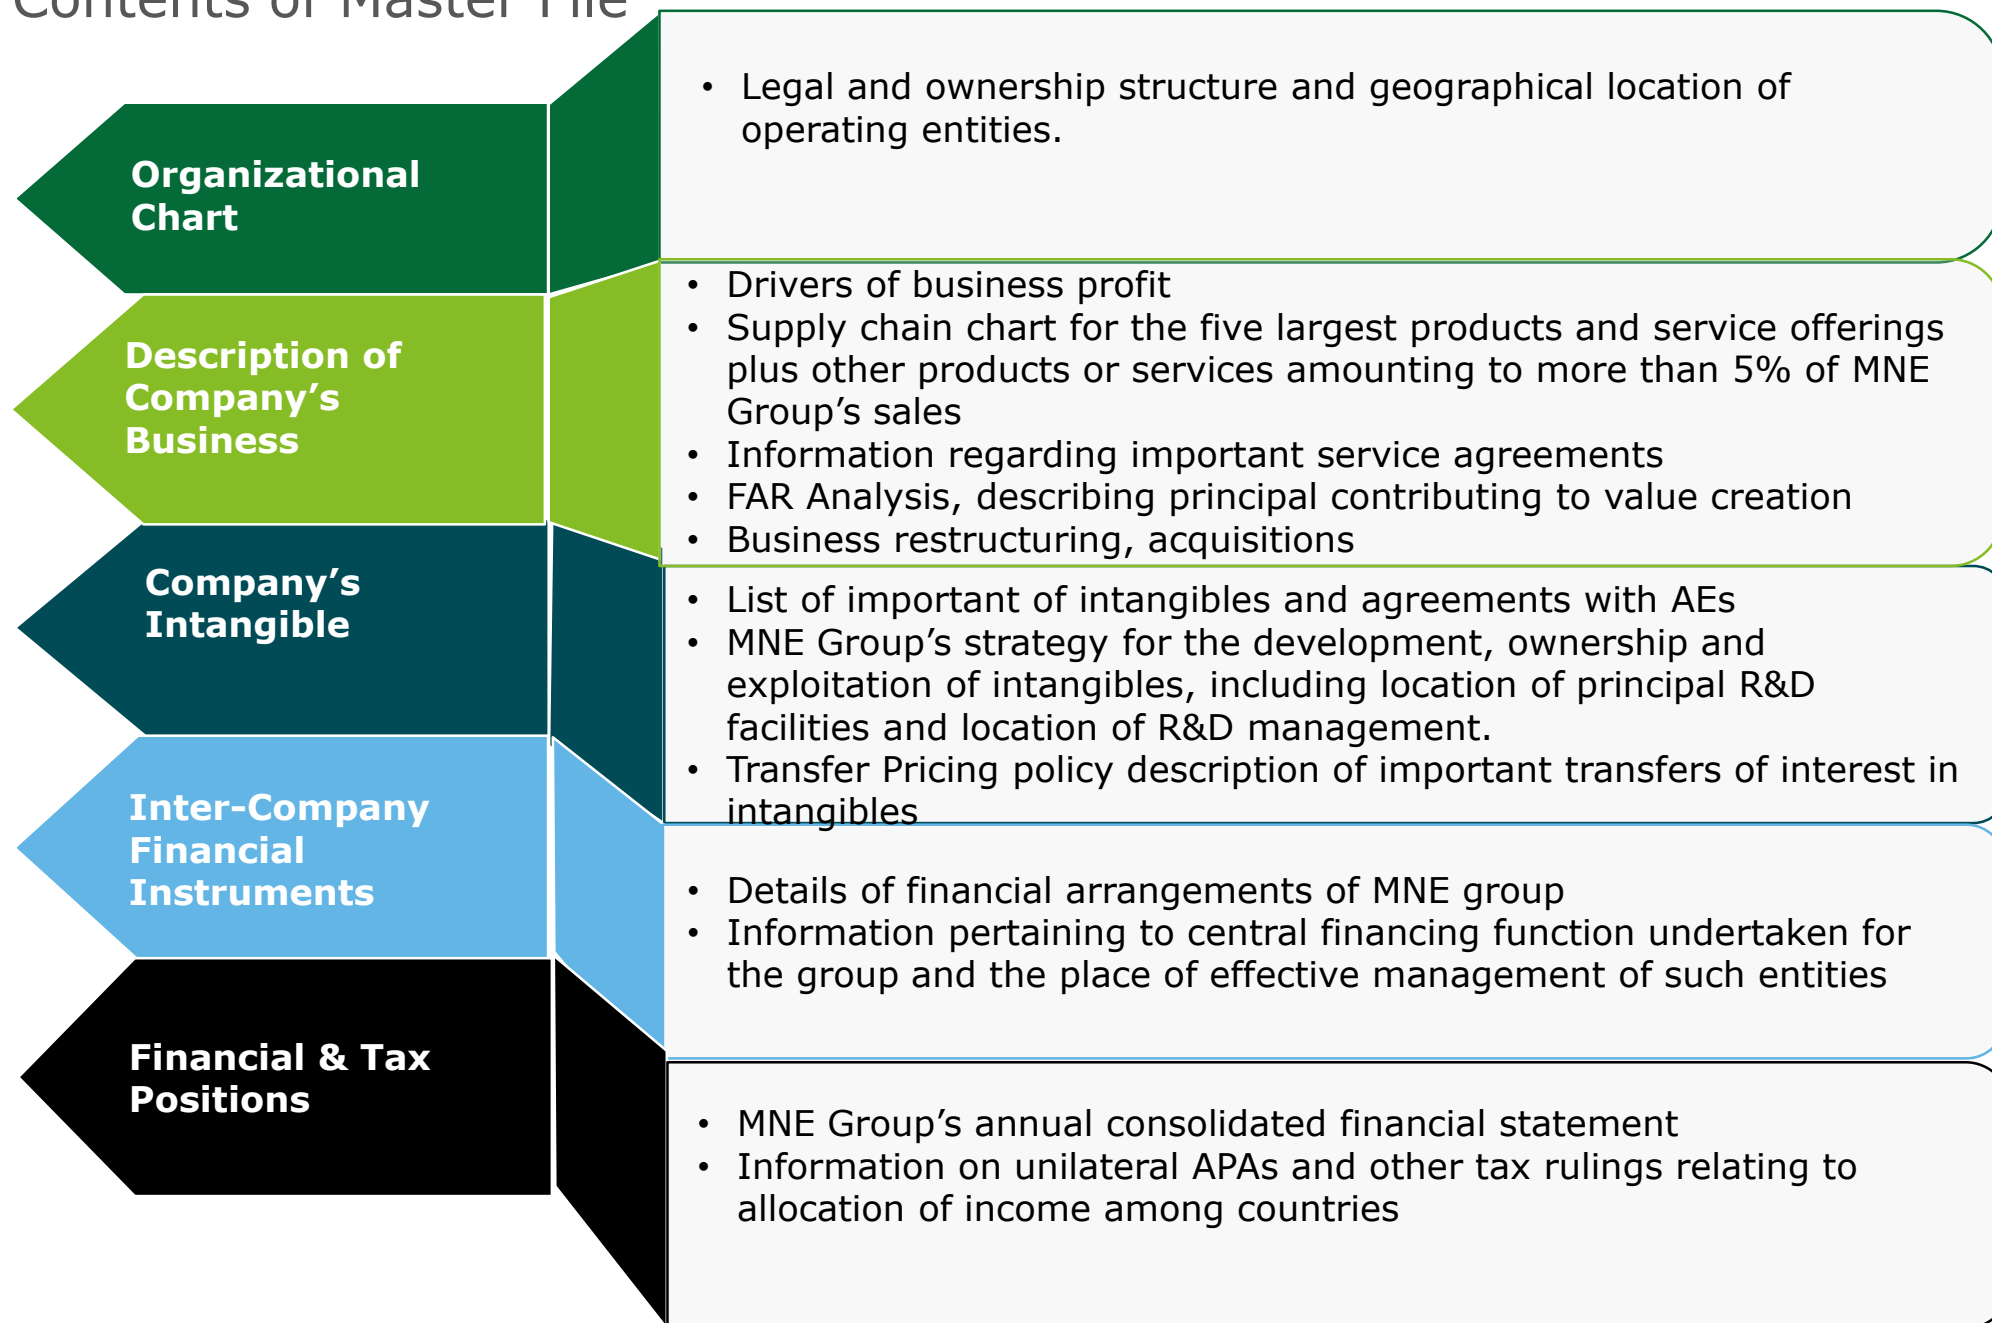 Contents of Master File
Organizational
Chart
• Legal and ownership structure and geographical location of
operating entities.
Description of
Company’s
Business
• Drivers of business profit
• Supply chain chart for the five largest products and service offerings
plus other products or services amounting to more than 5% of MNE
Group’s sales
• Information regarding important service agreements
• FAR Analysis, describing principal contributing to value creation
• Business restructuring, acquisitions
Company’s
Intangible
• List of important of intangibles and agreements with AEs
• MNE Group’s strategy for the development, ownership and
exploitation of intangibles, including location of principal R&D
facilities and location of R&D management.
• Transfer Pricing policy description of important transfers of interest in
intangibles
Inter–Company
Financial
Instruments
• Details of financial arrangements of MNE group
• Information pertaining to central financing function undertaken for
the group and the place of effective management of such entities
Financial & Tax
Positions
• MNE Group’s annual consolidated financial statement
• Information on unilateral APAs and other tax rulings relating to
allocation of income among countries